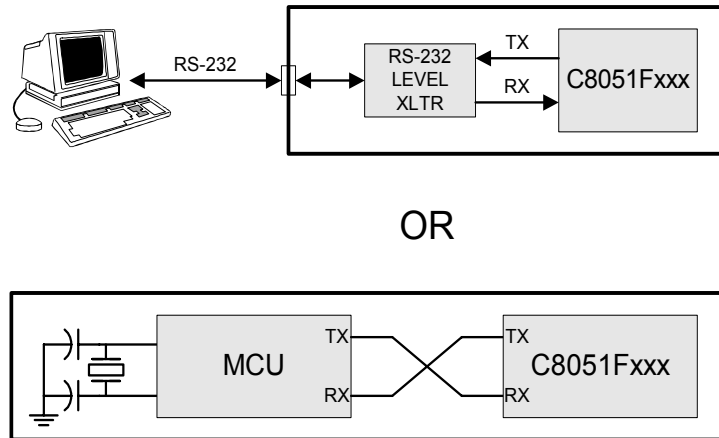 RS-232
RS-232
LEVEL
XLTR
TX
RX
C8051Fxxx
OR
MCU
TX
RX
TX
RX
C8051Fxxx